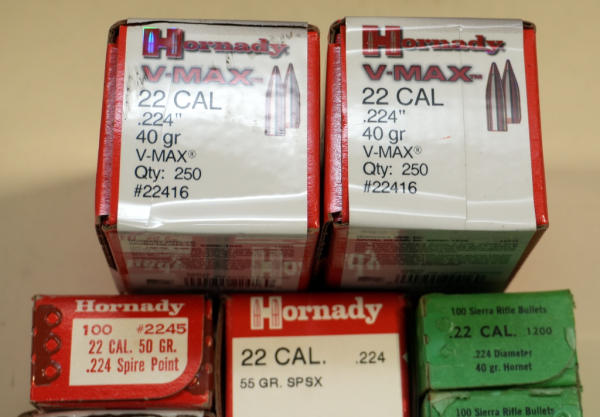 Hornady
V-MAX™
22 CAL
.224"
40 gr
V-MAX®
Qty: 250
#22416
Hornady
V-MAX™
22 CAL
.224"
40 gr
V-MAX®
Qty: 250
#22416
Hornady
100 #2245
22 CAL. 50 GR.
.224 Spire Point
Hornady
22 CAL. .224
55 GR. SPSX
100 Sierra Rifle Bullets
.22 CAL. 1200
.224 Diameter
40 gr. Hornet
100 Sierra Rifle Bullets